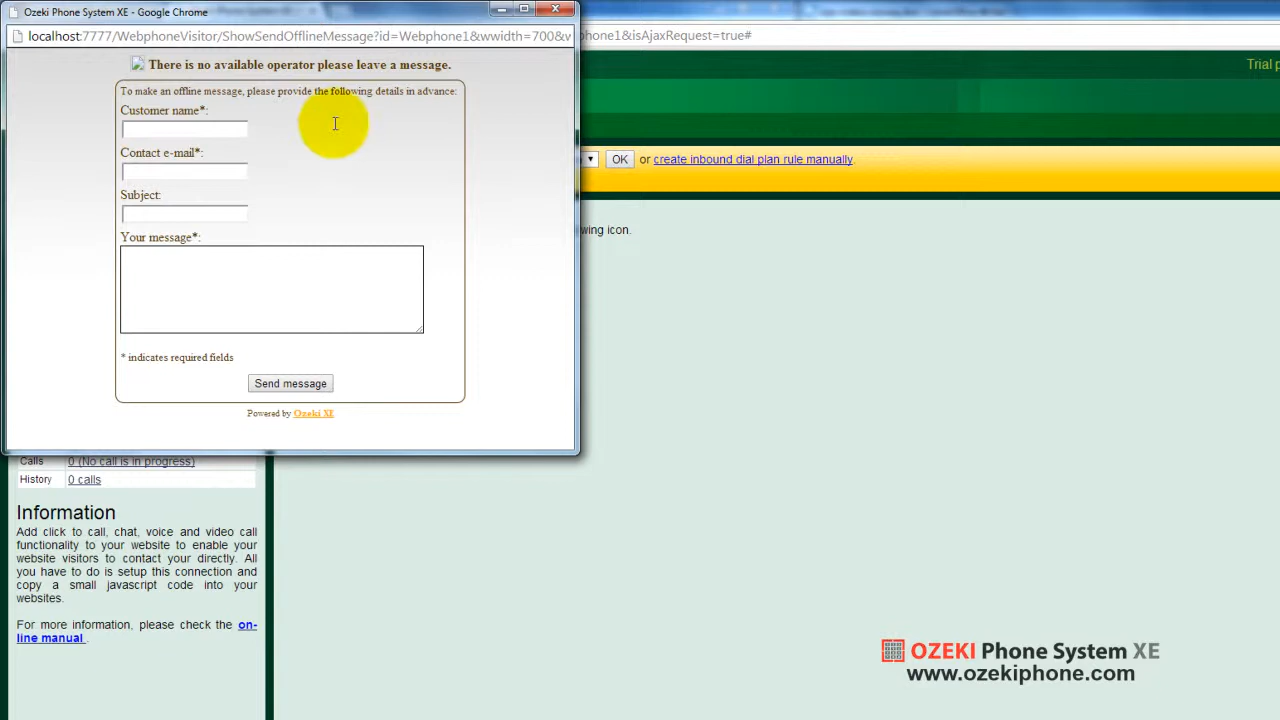 Ozeki Phone System XE - Google Chrome
localhost:7777/WebphoneVisitor/ShowSendOfflineMessage?id=Webphone1&wwidth=700&w
phone1&isAjaxRequest=true#
There is no available operator please leave a message.
Trial p
To make an offline message, please provide the following details in advance:
Customer name*:
Contact e-mail*:
OK or create inbound dial plan rule manually.
Subject:
wing icon.
Your message*:
* indicates required fields
Send message
Powered by Ozeki XE
Calls 0 (No call is in progress)
History 0 calls
Information
Add click to call, chat, voice and video call
functionality to your website to enable your
website visitors to contact your directly. All
you have to do is setup this connection and
copy a small javascript code into your
websites.
For more information, please check the on-
line manual .
OZEKI Phone System XE
www.ozekiphone.com